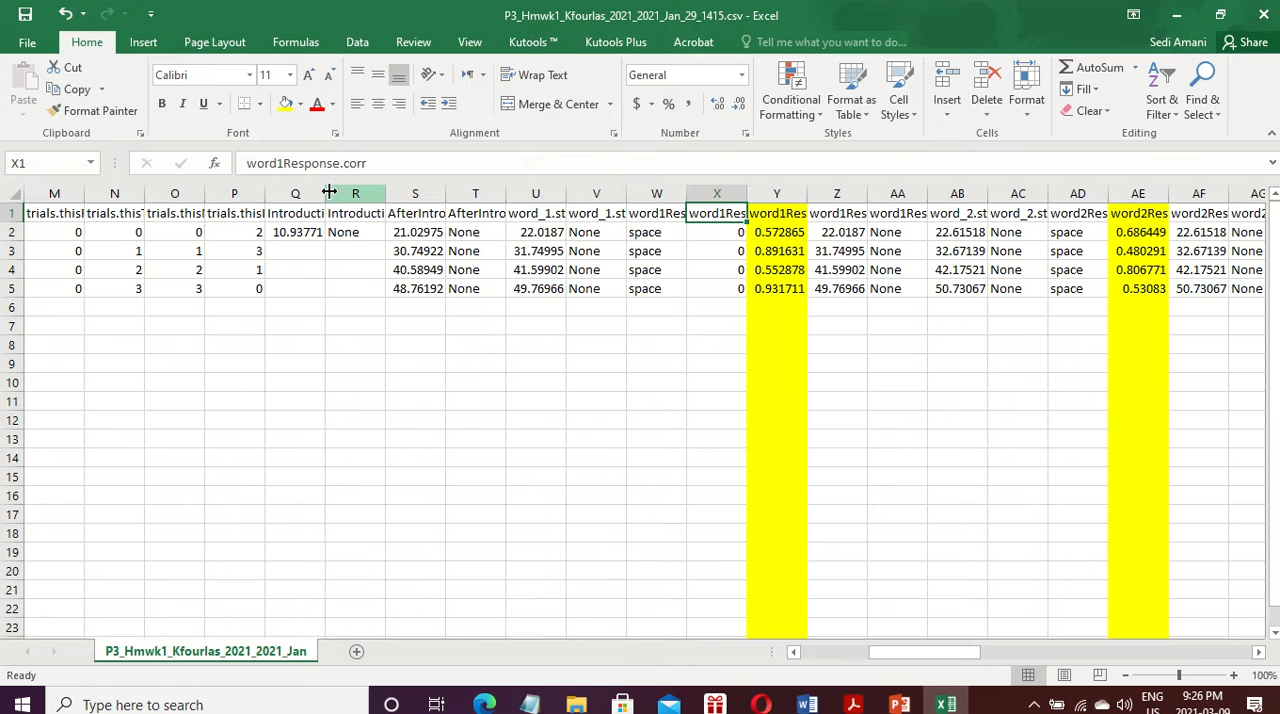 P3_Hmwk1_Kfourlas_2021_2021_Jan_29_1415.csv - Excel
File Home Insert Page Layout Formulas Data Review View Kutools ™ Kutools Plus Acrobat Tell me what you want to do... Sedi Amani Share
Paste Cut Copy Format Painter Clipboard
Calibri 11 A A B I U A Font
Wrap Text Merge & Center Alignment
General $ % , Number
Conditional Formatting Format as Table Cell Styles Styles
Insert Delete Format Cells
AutoSum Fill Clear Sort & Filter Find & Select Editing
X1 fx word1Response.corr
M N O P Q R S T U V W X Y Z AA AB AC AD AE AF AG
1 trials.thisI trials.thisT trials.thisI trials.thisI Introducti Introducti AfterIntro AfterIntro word_1.st word_1.st word1Res word1Res word1Res word1Res word1Res word_2.st word_2.st word2Res word2Res word2Res word2
2 0 0 0 2 10.93771 None 21.02975 None 22.0187 None space 0 0.572865 22.0187 None 22.61518 None space 0.686449 22.61518 None
3 0 1 1 3 30.74922 None 31.74995 None space 0 0.891631 31.74995 None 32.67139 None space 0.480291 32.67139 None
4 0 2 2 1 40.58949 None 41.59902 None space 0 0.552878 41.59902 None 42.17521 None space 0.806771 42.17521 None
5 0 3 3 0 48.76192 None 49.76966 None space 0 0.931711 49.76966 None 50.73067 None space 0.53083 50.73067 None
6
7
8
9
10
11
12
13
14
15
16
17
18
19
20
21
22
23
P3_Hmwk1_Kfourlas_2021_2021_Jan
Ready 100%
Type here to search ENG US 9:26 PM 2021-03-09